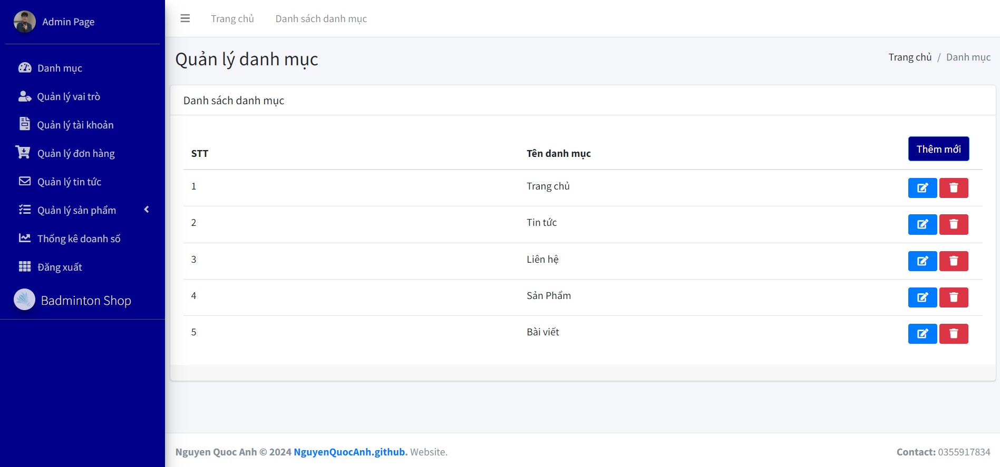 Admin Page
Danh mục
Quản lý vai trò
Quản lý tài khoản
Quản lý đơn hàng
Quản lý tin tức
Quản lý sản phẩm
Thống kê doanh số
Đăng xuất
Badminton Shop
Trang chủ Danh sách danh mục
Quản lý danh mục
Trang chủ / Danh mục
Danh sách danh mục
STT Tên danh mục Thêm mới
1 Trang chủ
2 Tin tức
3 Liên hệ
4 Sản Phẩm
5 Bài viết
Nguyen Quoc Anh © 2024 NguyenQuocAnh.github. Website.
Contact: 0355917834